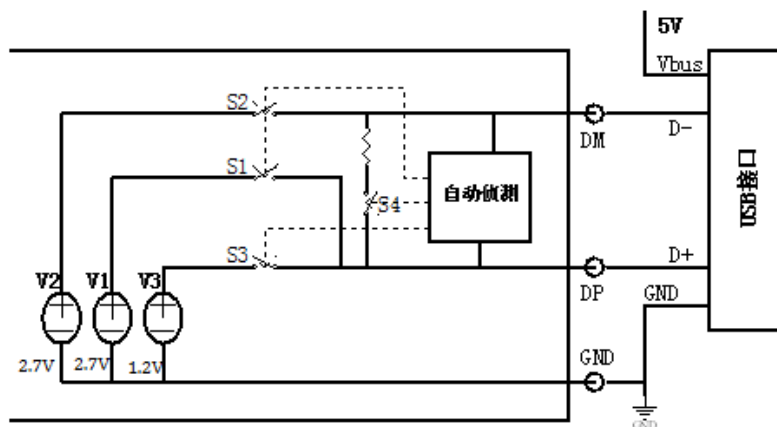 5V
Vbus
S2
DM
D-
S1
自动侦测
S4
USB接口
S3
D+
V2
V1
V3
DP
GND
2.7V
2.7V
1.2V
GND
GND